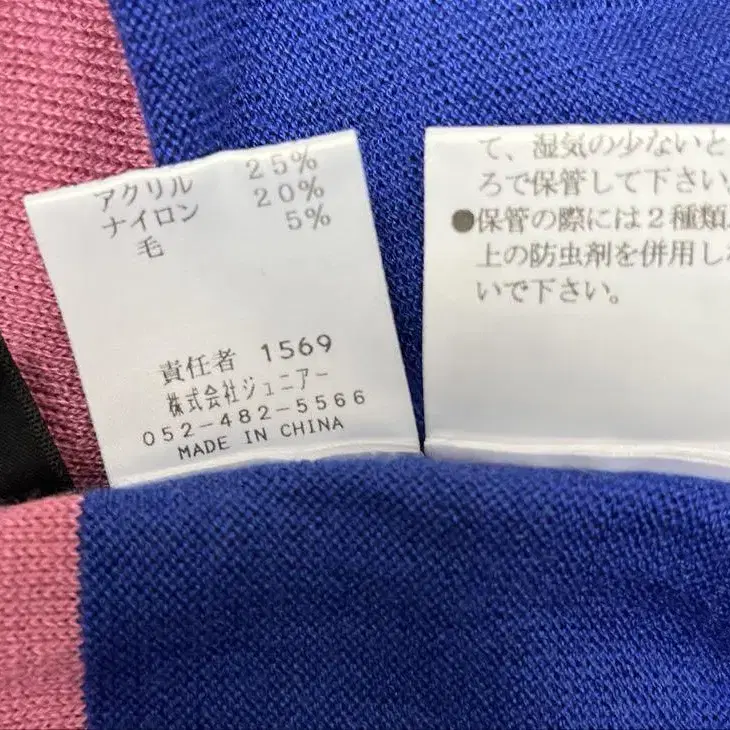 アクリル 25%
ナイロン 20%
毛 5%
責任者 1569
株式会社ジュニアー
052-482-5566
MADE IN CHINA
て、湿気の少ないと
ろで保管して下さい。
●保管の際には2種類
上の防虫剤を併用し
いで下さい。